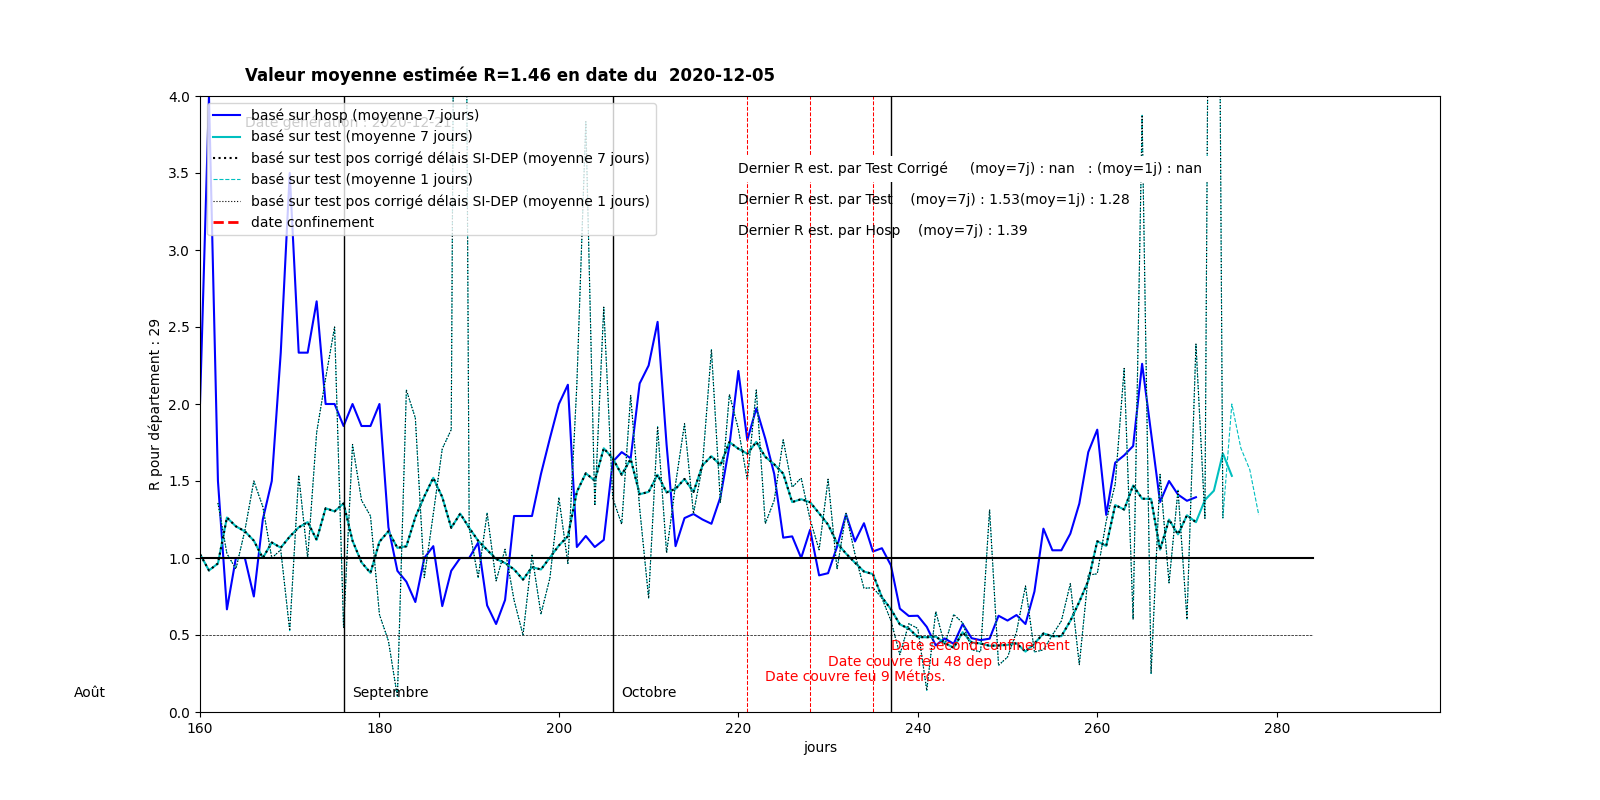 Valeur moyenne estimée R=1.46 en date du  2020-12-05
Date génération : 2020-12-21
basé sur hosp (moyenne 7 jours)
basé sur test (moyenne 7 jours)
basé sur test pos corrigé délais SI-DEP (moyenne 7 jours)
basé sur test (moyenne 1 jours)
basé sur test pos corrigé délais SI-DEP (moyenne 1 jours)
date confinement
Dernier R est. par Test Corrigé     (moy=7j) : nan   : (moy=1j) : nan
Dernier R est. par Test    (moy=7j) : 1.53(moy=1j) : 1.28
Dernier R est. par Hosp    (moy=7j) : 1.39
4.0
3.5
3.0
2.5
2.0
1.5
1.0
0.5
0.0
R pour département : 29
Date second confinement
Date couvre feu 48 dep
Date couvre feu 9 Métros.
Août
Septembre
Octobre
160
180
200
220
240
260
280
jours